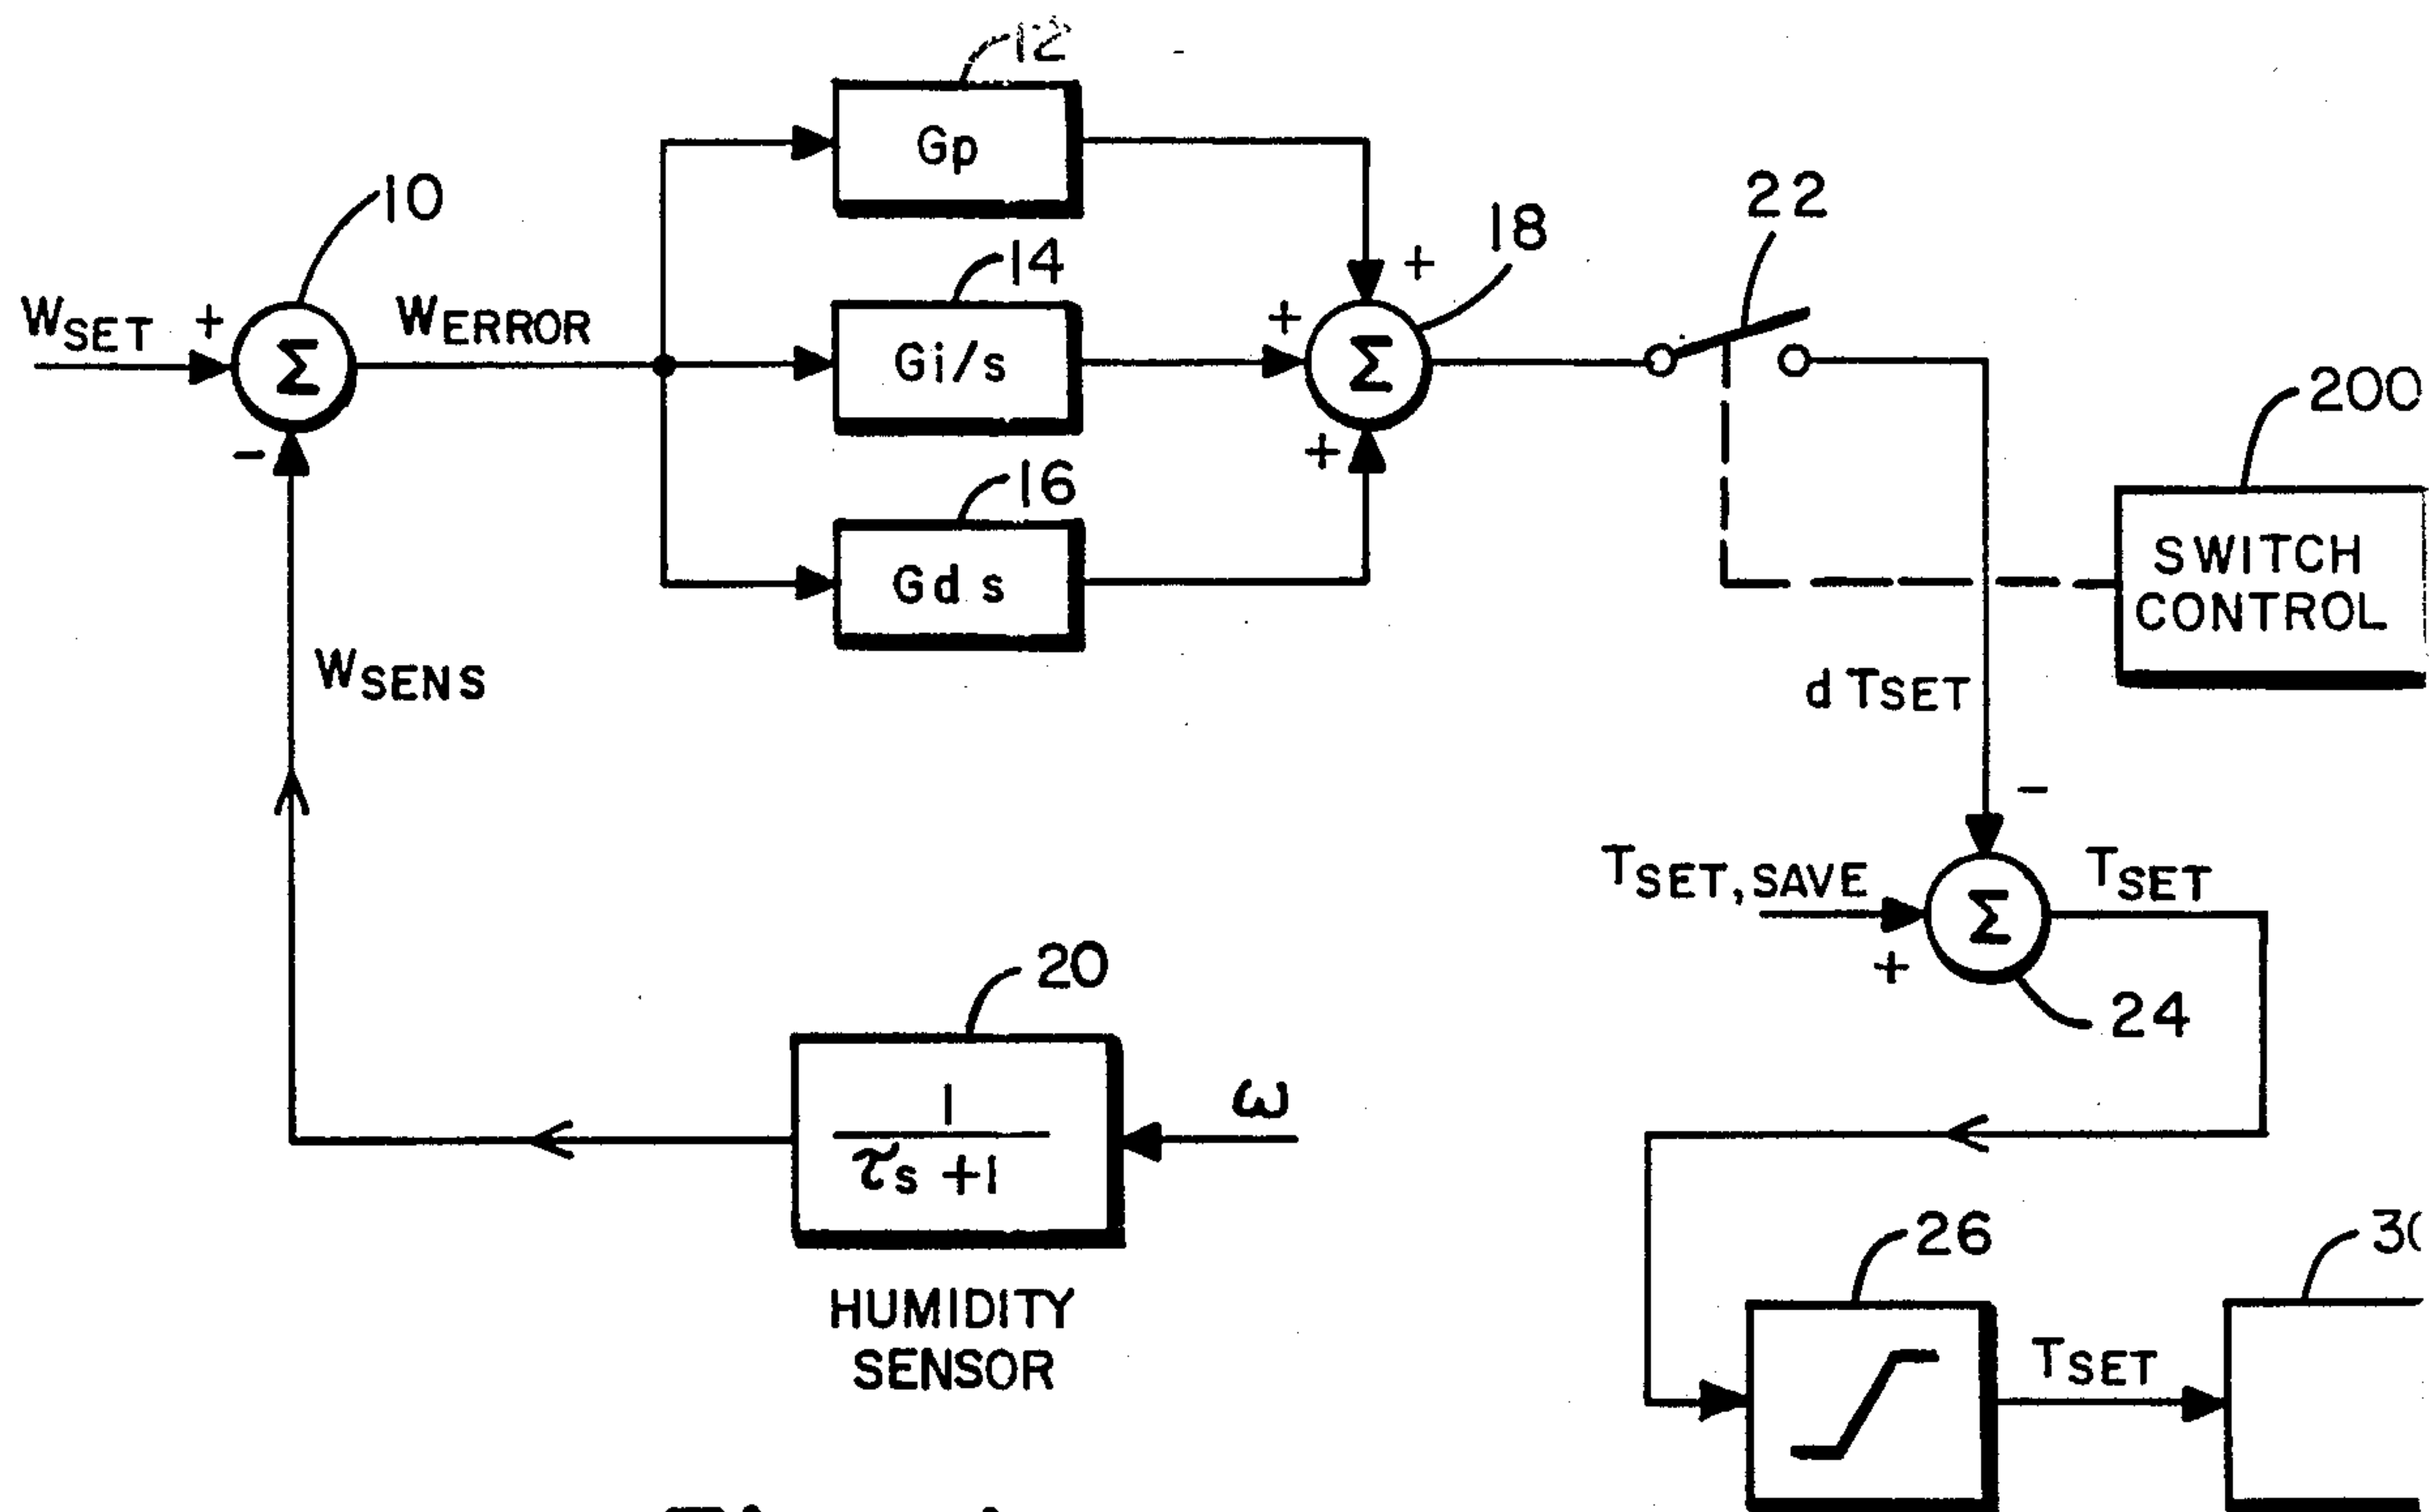 12
Gp
10
WSET + Σ WERROR
-
14
Gi/s
16
Gd s
+ + + Σ 18
22
200
SWITCH
CONTROL
WSENS
dTSET
-
TSET, SAVE
+
Σ
TSET
24
20
1
τs +1
ω
HUMIDITY
SENSOR
26
TSET